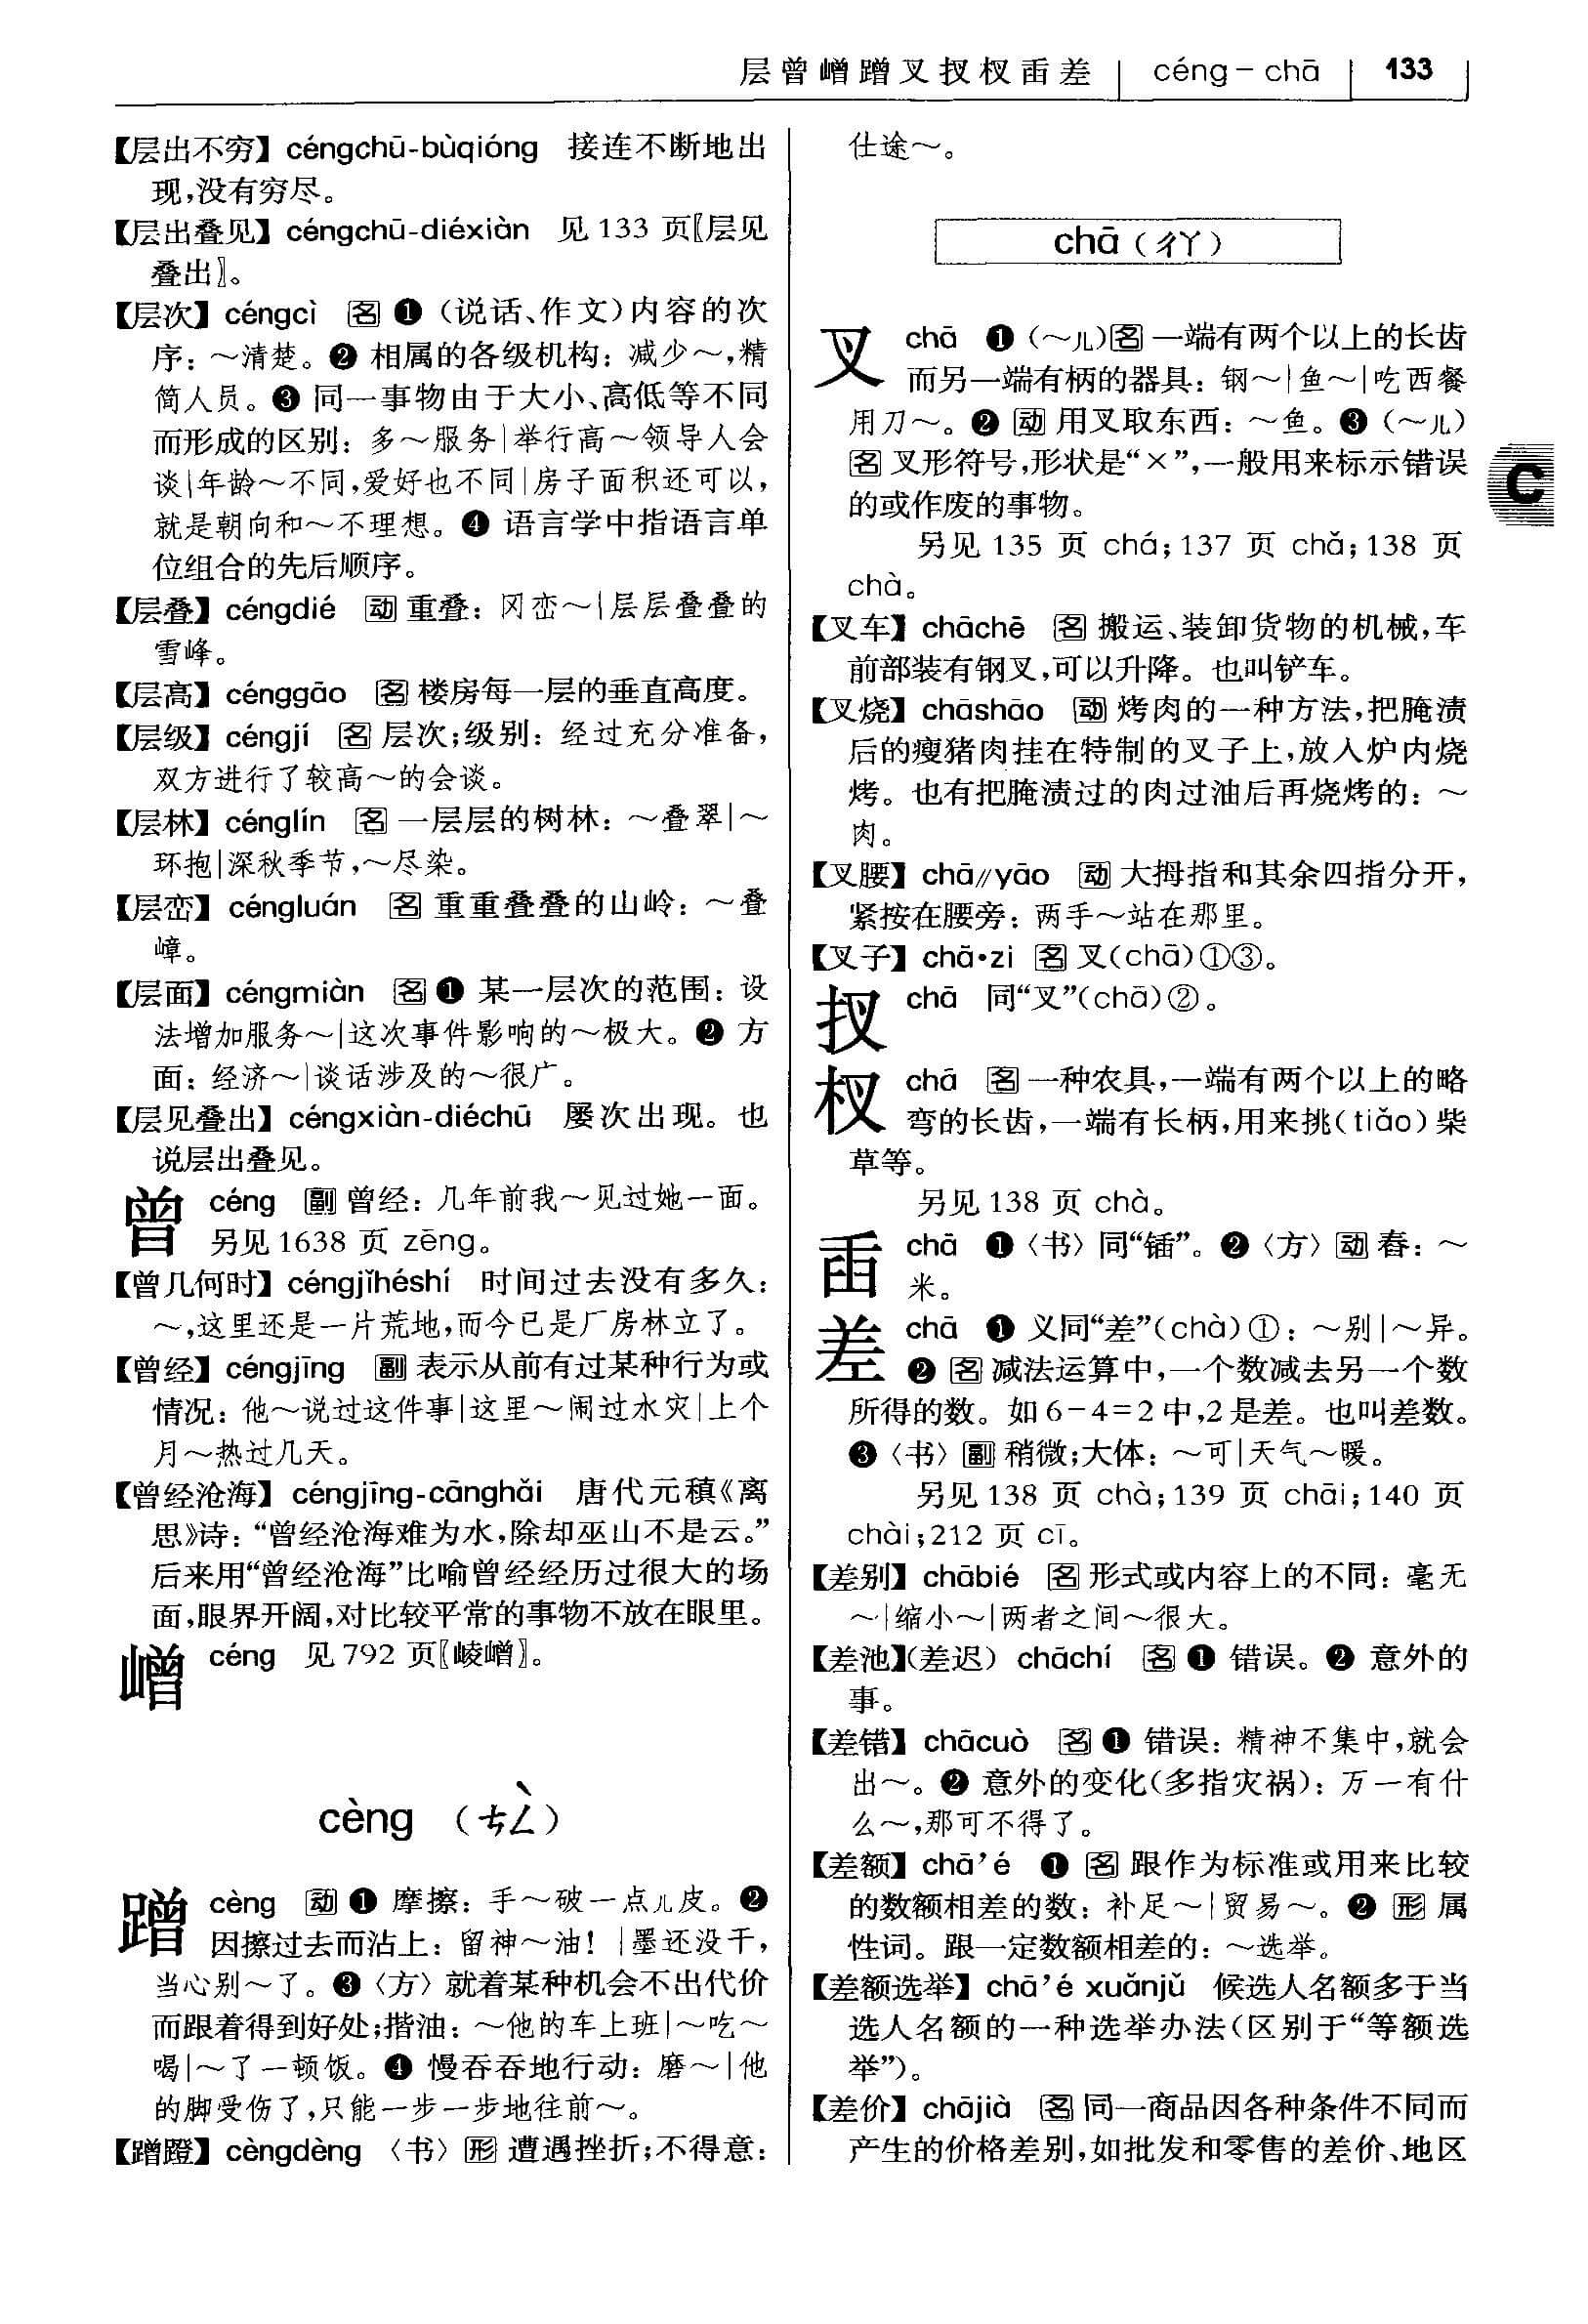 层曾嶒蹭叉扠杈臿差 céng－chā 133
【层出不穷】 céngchū-bùqióng 接连不断地出
现,没有穷尽。
【层出叠见】 céngchū-diéxiàn 见 133 页〖层见
叠出〗。
【层次】 céngcì 名 ❶（说话、作文)内容的次
序：～清楚。❷ 相属的各级机构：减少～,精
简人员。❸ 同一事物由于大小、高低等不同
而形成的区别：多～服务|举行高～领导人会
谈|年龄～不同,爱好也不同|房子面积还可以,
就是朝向和～不理想。❹ 语言学中指语言单
位组合的先后顺序。
【层叠】 céngdié 动 重叠：冈峦～|层层叠叠的
雪峰。
【层高】 cénggāo 名 楼房每一层的垂直高度。
【层级】 céngjí 名 层次;级别：经过充分准备,
双方进行了较高～的会谈。
【层林】 cénglín 名 一层层的树林：～叠翠|～
环抱|深秋季节,～尽染。
【层峦】 céngluán 名 重重叠叠的山岭：～叠
嶂。
【层面】 céngmiàn 名 ❶ 某一层次的范围：设
法增加服务～|这次事件影响的～极大。❷ 方
面：经济～|谈话涉及的～很广。
【层见叠出】 céngxiàn-diéchū 屡次出现。也
说层出叠见。
曾 céng 副 曾经：几年前我～见过她一面。
另见 1638 页 zēng。
【曾几何时】 céngjǐhéshí 时间过去没有多久：
～,这里还是一片荒地,而今已是厂房林立了。
【曾经】 céngjīng 副 表示从前有过某种行为或
情况：他～说过这件事|这里～闹过水灾|上个
月～热过几天。
【曾经沧海】 céngjīng-cānghǎi 唐代元稹《离
思》诗：“曾经沧海难为水,除却巫山不是云。”
后来用“曾经沧海”比喻曾经经历过很大的场
面,眼界开阔,对比较平常的事物不放在眼里。
嶒 céng 见 792 页〖崚嶒〗。
cèng （ㄘㄥˋ）
蹭 cèng 动 ❶ 摩擦：手～破一点儿皮。❷
因擦过去而沾上：留神～油！|墨还没干,
当心别～了。❸〈方〉就着某种机会不出代价
而跟着得到好处;揩油：～他的车上班|～吃～
喝|～了一顿饭。❹ 慢吞吞地行动：磨～|他
的脚受伤了,只能一步一步地往前～。
【蹭蹬】 cèngdèng 〈书〉形 遭遇挫折;不得意：
仕途～。
chā（ㄔㄚ）
叉 chā ❶（～儿)名 一端有两个以上的长齿
而另一端有柄的器具：钢～|鱼～|吃西餐
用刀～。❷ 动 用叉取东西：～鱼。❸（～儿）
名 叉形符号,形状是“×”,一般用来标示错误
的或作废的事物。
另见 135 页 chá;137 页 chǎ;138 页
chà。
【叉车】 chāchē 名 搬运、装卸货物的机械,车
前部装有钢叉,可以升降。也叫铲车。
【叉烧】 chāshāo 动 烤肉的一种方法,把腌渍
后的瘦猪肉挂在特制的叉子上,放入炉内烧
烤。也有把腌渍过的肉过油后再烧烤的：～
肉。
【叉腰】 chā//yāo 动 大拇指和其余四指分开,
紧按在腰旁：两手～站在那里。
【叉子】 chā•zi 名 叉(chā)①③。
扠 chā 同“叉”(chā)②。
杈 chā 名 一种农具,一端有两个以上的略
弯的长齿,一端有长柄,用来挑(tiǎo)柴
草等。
另见 138 页 chà。
臿 chā ❶〈书〉同“锸”。❷〈方〉动 舂：～
米。
差 chā ❶ 义同“差”(chà)①：～别|～异。
❷ 名 减法运算中,一个数减去另一个数
所得的数。如 6－4＝2 中,2 是差。也叫差数。
❸〈书〉副 稍微;大体：～可|天气～暖。
另见 138 页 chà;139 页 chāi;140 页
chài;212 页 cī。
【差别】 chābié 名 形式或内容上的不同：毫无
～|缩小～|两者之间～很大。
【差池】(差迟） chāchí 名 ❶ 错误。❷ 意外的
事。
【差错】 chācuò 名 ❶ 错误：精神不集中,就会
出～。❷ 意外的变化(多指灾祸)：万一有什
么～,那可不得了。
【差额】 chā’é ❶ 名 跟作为标准或用来比较
的数额相差的数：补足～|贸易～。❷ 形 属
性词。跟一定数额相差的：～选举。
【差额选举】 chā’é xuǎnjǔ 候选人名额多于当
选人名额的一种选举办法(区别于“等额选
举”)。
【差价】 chājià 名 同一商品因各种条件不同而
产生的价格差别,如批发和零售的差价、地区
C